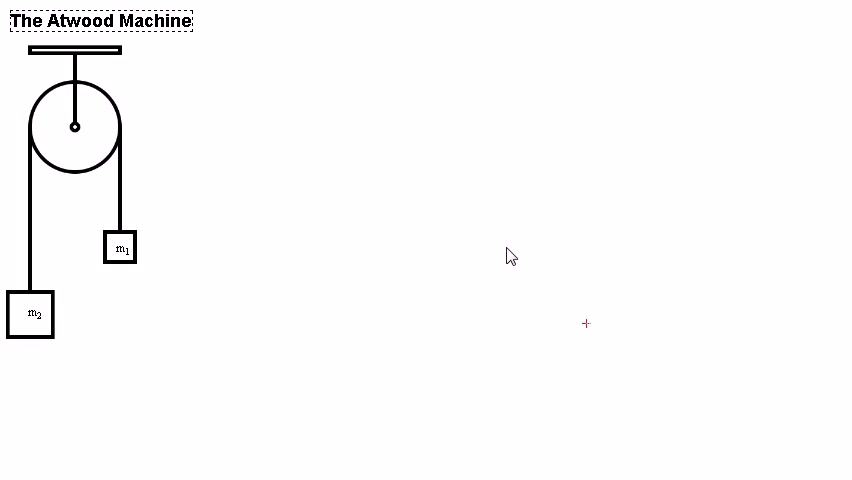 The Atwood Machine
m₁
m₂